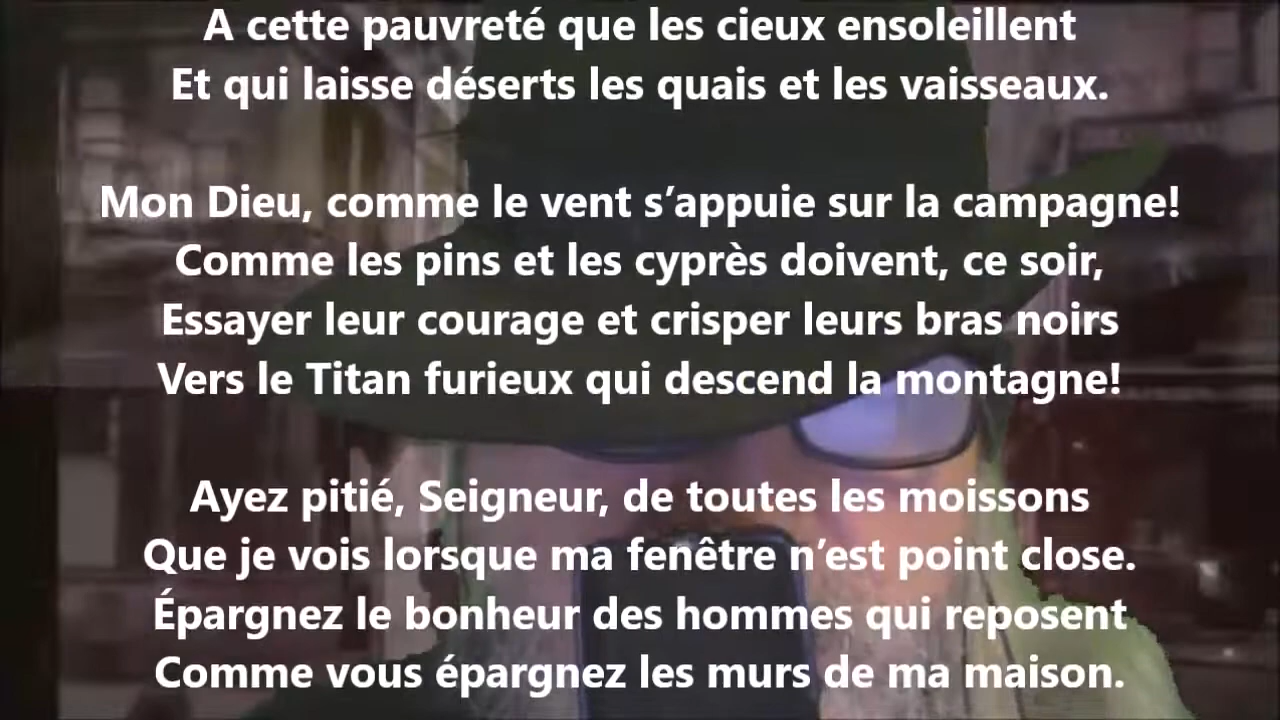 A cette pauvreté que les cieux ensoleillent
Et qui laisse déserts les quais et les vaisseaux.
Mon Dieu, comme le vent s’appuie sur la campagne!
Comme les pins et les cyprès doivent, ce soir,
Essayer leur courage et crisper leurs bras noirs
Vers le Titan furieux qui descend la montagne!
Ayez pitié, Seigneur, de toutes les moissons
Que je vois lorsque ma fenêtre n’est point close.
Épargnez le bonheur des hommes qui reposent
Comme vous épargnez les murs de ma maison.